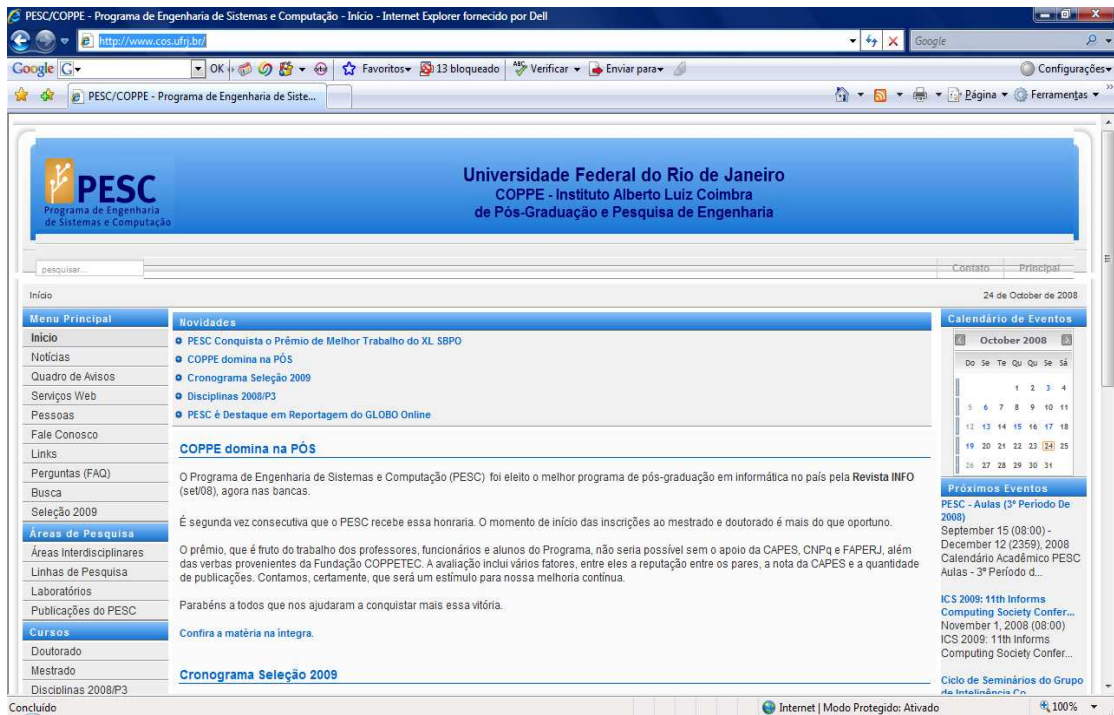 PESC/COPPE - Programa de Engenharia de Sistemas e Computação - Início - Internet Explorer fornecido por Dell
http://www.cos.ufrj.br/
Google
Google
OK
Favoritos
13 bloqueado
Verificar
Enviar para
Configurações
PESC/COPPE - Programa de Engenharia de Siste...
Página
Ferramentas
PESC
Programa de Engenharia
de Sistemas e Computação
Universidade Federal do Rio de Janeiro
COPPE - Instituto Alberto Luiz Coimbra
de Pós-Graduação e Pesquisa de Engenharia
pesquisar...
Contato
Principal
Início
24 de October de 2008
Menu Principal
Início
Notícias
Quadro de Avisos
Serviços Web
Pessoas
Fale Conosco
Links
Perguntas (FAQ)
Busca
Seleção 2009
Áreas de Pesquisa
Áreas Interdisciplinares
Linhas de Pesquisa
Laboratórios
Publicações do PESC
Cursos
Doutorado
Mestrado
Disciplinas 2008/P3
Novidades
PESC Conquista o Prêmio de Melhor Trabalho do XL SBPO
COPPE domina na PÓS
Cronograma Seleção 2009
Disciplinas 2008/P3
PESC é Destaque em Reportagem do GLOBO Online
COPPE domina na PÓS
O Programa de Engenharia de Sistemas e Computação (PESC) foi eleito o melhor programa de pós-graduação em informática no país pela Revista INFO
(set/08), agora nas bancas.
É segunda vez consecutiva que o PESC recebe essa honraria. O momento de início das inscrições ao mestrado e doutorado é mais do que oportuno.
O prêmio, que é fruto do trabalho dos professores, funcionários e alunos do Programa, não seria possível sem o apoio da CAPES, CNPq e FAPERJ, além
das verbas provenientes da Fundação COPPETEC. A avaliação inclui vários fatores, entre eles a reputação entre os pares, a nota da CAPES e a quantidade
de publicações. Contamos, certamente, que será um estímulo para nossa melhoria contínua.
Parabéns a todos que nos ajudaram a conquistar mais essa vitória.
Confira a matéria na íntegra.
Cronograma Seleção 2009
Calendário de Eventos
October 2008
Do Se Te Qu Qu Se Sá
1 2 3 4
5 6 7 8 9 10 11
12 13 14 15 16 17 18
19 20 21 22 23 24 25
26 27 28 29 30 31
Próximos Eventos
PESC - Aulas (3º Período De
2008)
September 15 (08:00) -
December 12 (2359), 2008
Calendário Acadêmico PESC
Aulas - 3º Período d...
ICS 2009: 11th Informs
Computing Society Confer...
November 1, 2008 (08:00)
ICS 2009: 11th Informs
Computing Society Confer...
Ciclo de Seminários do Grupo
de Inteligência Co...
Concluído
Internet | Modo Protegido: Ativado
100%